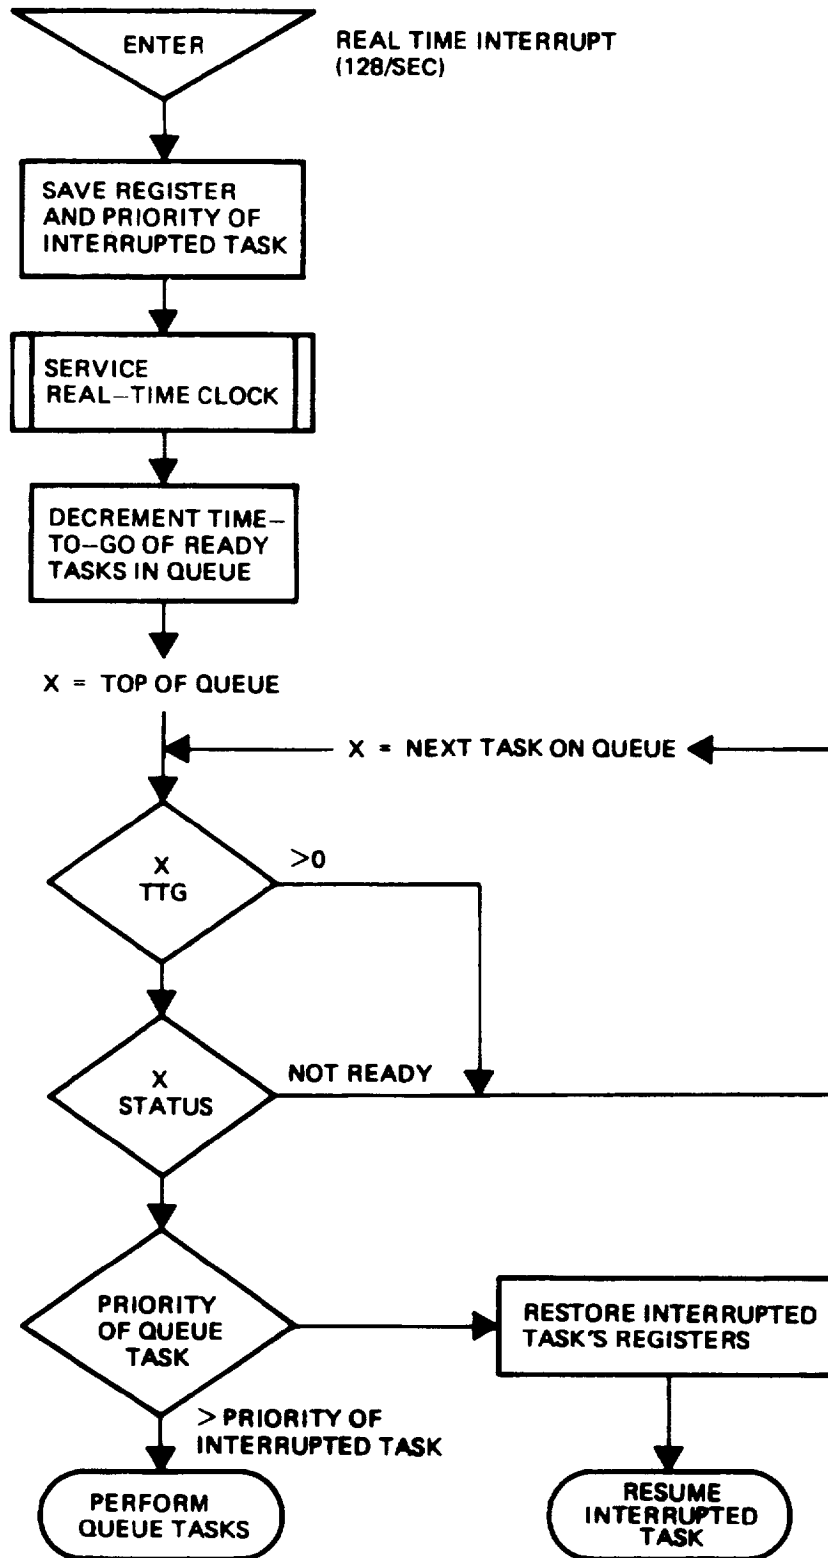 ENTER
REAL TIME INTERRUPT
(128/SEC)
SAVE REGISTER
AND PRIORITY OF
INTERRUPTED TASK
SERVICE
REAL-TIME CLOCK
DECREMENT TIME-
TO-GO OF READY
TASKS IN QUEUE
X = TOP OF QUEUE
X = NEXT TASK ON QUEUE
X
TTG
>0
X
STATUS
NOT READY
PRIORITY
OF QUEUE
TASK
RESTORE INTERRUPTED
TASK'S REGISTERS
> PRIORITY OF
INTERRUPTED TASK
PERFORM
QUEUE TASKS
RESUME
INTERRUPTED
TASK